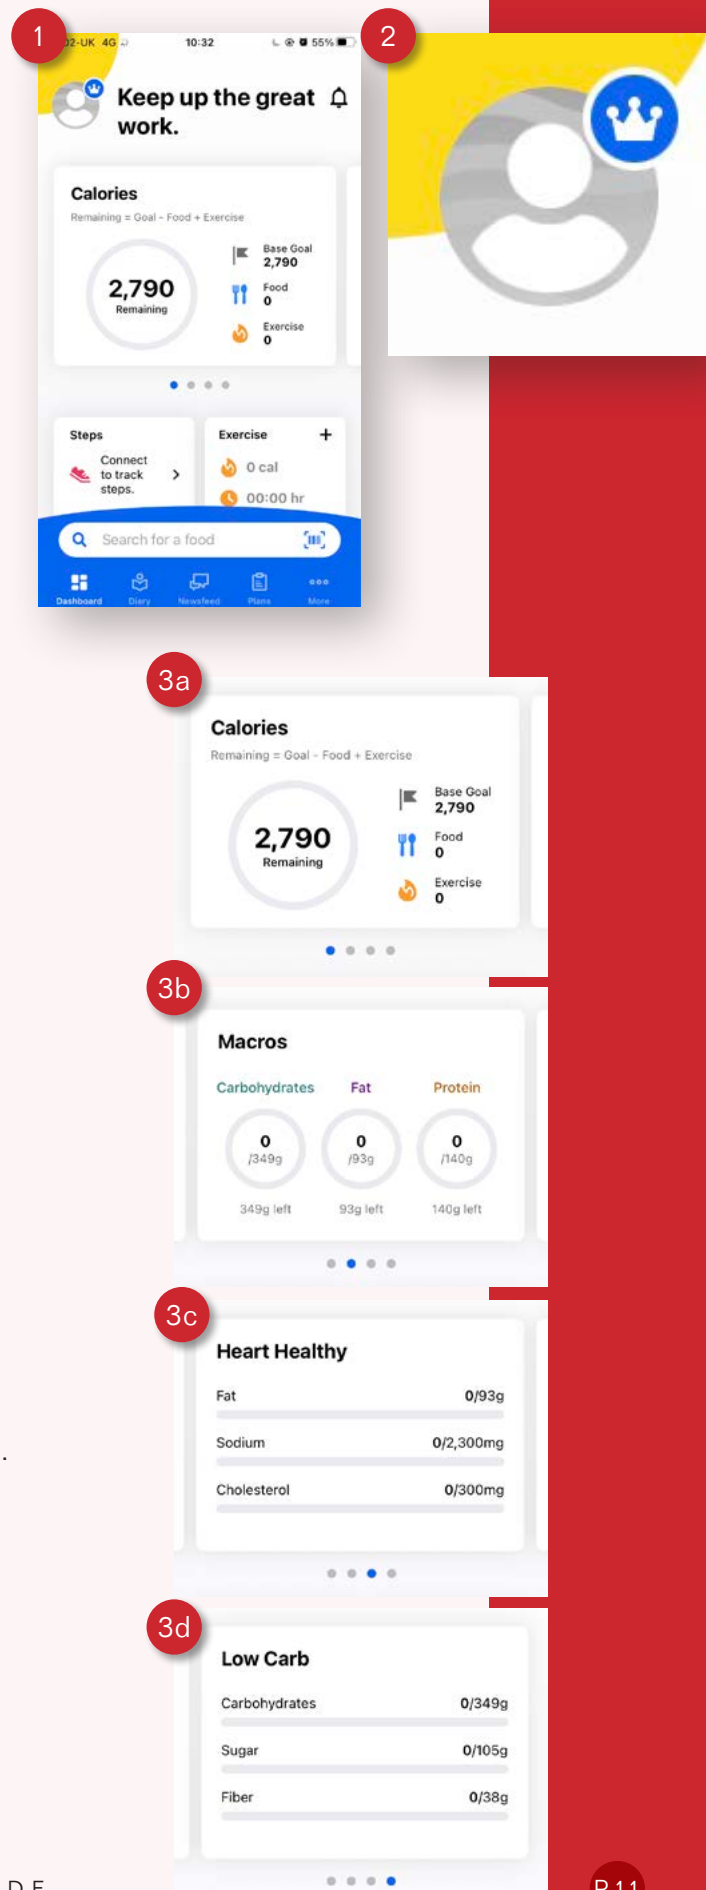 1
02-UK 4G 10:32 55%
2
Keep up the great
work.
Calories
Remaining = Goal - Food + Exercise
2,790
Remaining
Base Goal
2,790
Food
0
Exercise
0
Steps
Connect
to track
steps.
Exercise +
0 cal
00:00 hr
Search for a food
Dashboard Diary Newsfeed Plans More
3a
Calories
Remaining = Goal - Food + Exercise
2,790
Remaining
Base Goal
2,790
Food
0
Exercise
0
3b
Macros
Carbohydrates Fat Protein
0 0 0
/349g /93g /140g
349g left 93g left 140g left
3c
Heart Healthy
Fat 0/93g
Sodium 0/2,300mg
.
Cholesterol 0/300mg
3d
Low Carb
Carbohydrates 0/349g
Sugar 0/105g
Fiber 0/38g
D E P.11